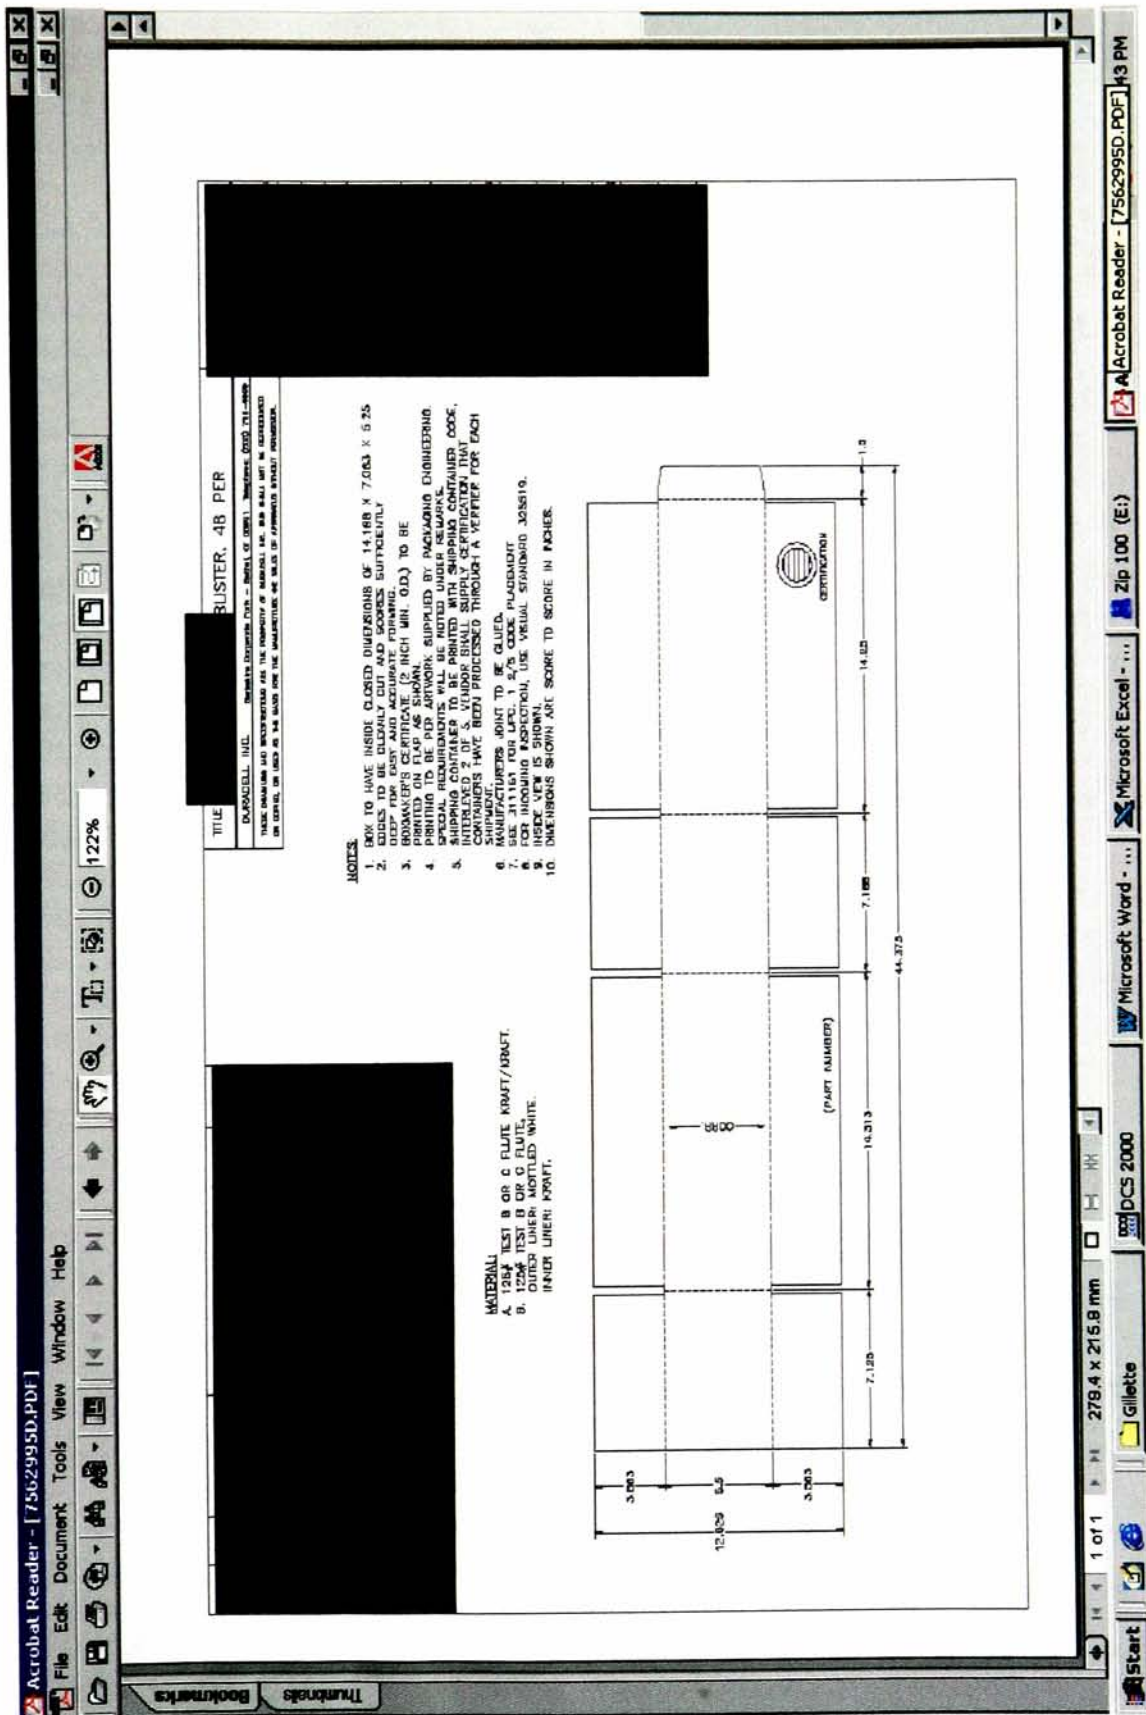 Acrobat Reader - [7562995D.PDF]
File Edit Document Tools View Window Help
122%
Adobe
Thumbnails
Bookmarks
TITLE
BLISTER, 48 PER
DURACELL INC.
NOTES:
1. BOX TO HAVE INSIDE CLOSED DIMENSIONS OF 14.188 X 7.063 X 5.25
2. EDGES TO BE CLEANLY CUT AND SCORES SUFFICIENTLY
DEEP FOR EASY AND ACCURATE FORMING.
3. BOXMAKER'S CERTIFICATE (2 INCH MIN. O.D.) TO BE
PRINTED ON FLAP AS SHOWN.
4. PRINTING TO BE PER ARTWORK SUPPLIED BY PACKAGING ENGINEERING.
SPECIAL REQUIREMENTS WILL BE NOTED UNDER REMARKS.
5. SHIPPING CONTAINER TO BE PRINTED WITH SHIPPING CONTAINER CODE,
INTERLEVED 2 OF 5. VENDOR SHALL SUPPLY CERTIFICATION THAT
CONTAINERS HAVE BEEN PROCESSED THROUGH A VERIFIER FOR EACH
SHIPMENT.
6. MANUFACTURERS JOINT TO BE GLUED.
7. SEE J11161 FOR UPC. 1 2/5 CODE PLACEMENT
8. FOR INCOMING INSPECTION, USE VISUAL STANDARD
9. INSIDE VIEW IS SHOWN.
10. DIMENSIONS SHOWN ARE SCORE TO SCORE IN INCHES.
MATERIAL:
A. 125# TEST B OR C FLUTE KRAFT/KRAFT.
B. 125# TEST B OR C FLUTE,
OUTER LINER: MOTTLED WHITE.
INNER LINER: KRAFT.
(PART NUMBER)
CERTIFICATION
1.5
7.125
14.313
7.188
44.375
5.5
279.4 x 215.9 mm
1 of 1
Start
Gillette
DCS 2000
Microsoft Word - ...
Microsoft Excel - ...
Zip 100 (E:)
Acrobat Reader - [7562995D.PDF]
43 PM